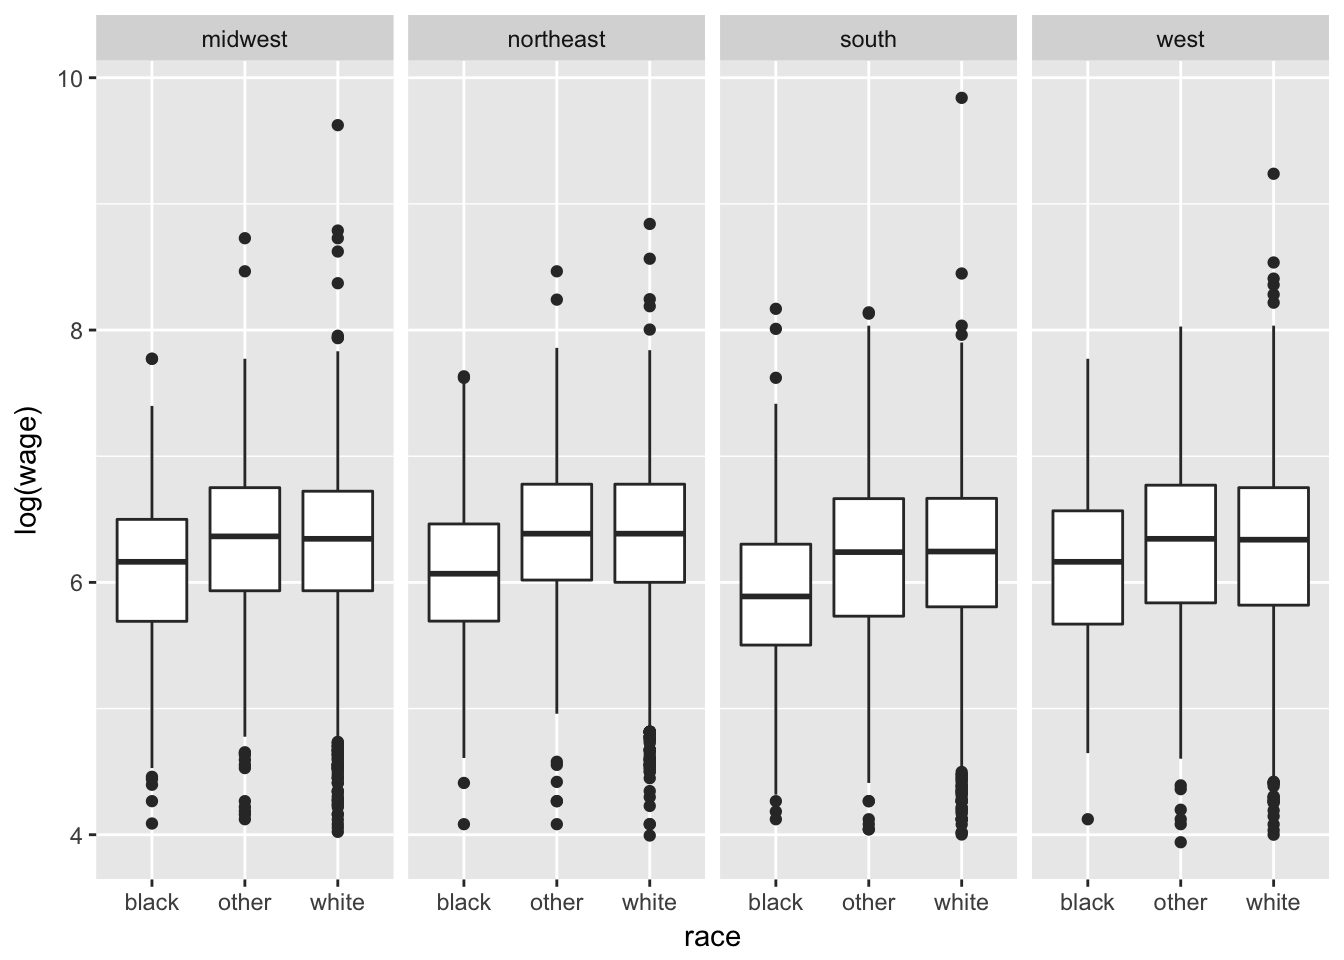 midwest northeast south west
10
8
6
4
log(wage)
black other white black other white black other white black other white
race